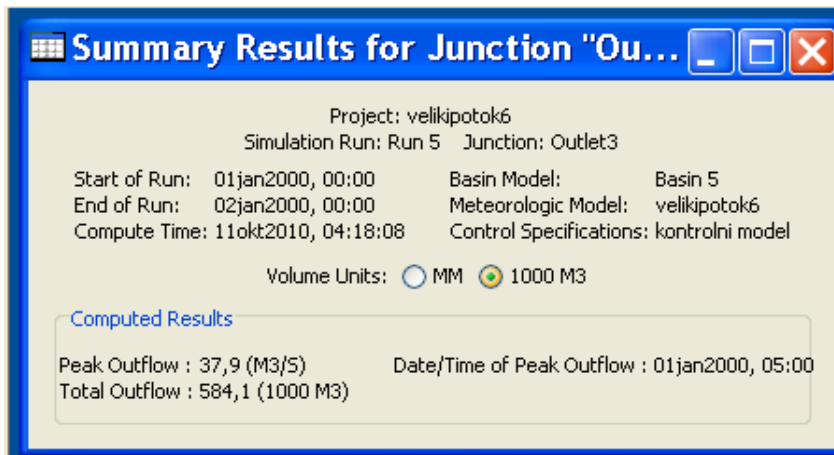 Summary Results for Junction "Ou...
Project: velikipotok6
Simulation Run: Run 5 Junction: Outlet3
Start of Run: 01jan2000, 00:00 Basin Model: Basin 5
End of Run: 02jan2000, 00:00 Meteorologic Model: velikipotok6
Compute Time: 11okt2010, 04:18:08 Control Specifications: kontrolni model
Volume Units: MM 1000 M3
Computed Results
Peak Outflow : 37,9 (M3/S) Date/Time of Peak Outflow : 01jan2000, 05:00
Total Outflow : 584,1 (1000 M3)